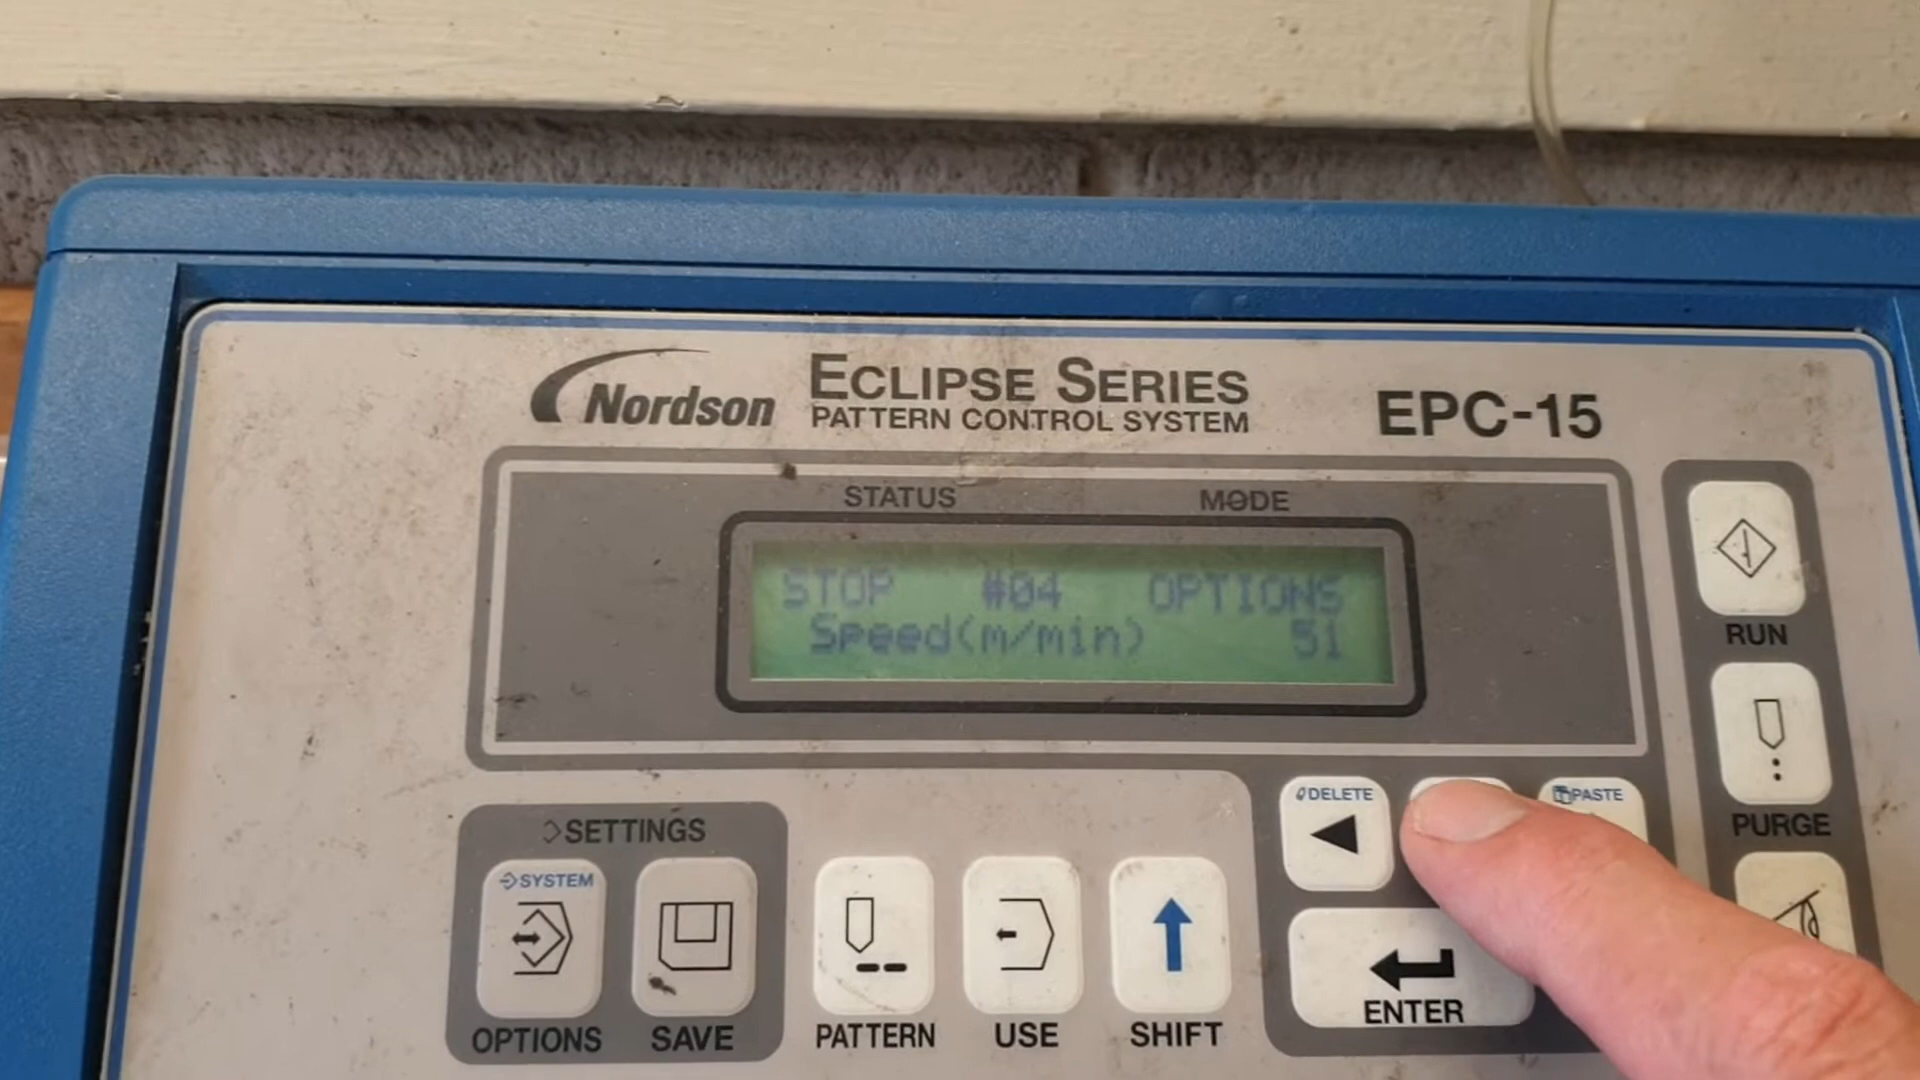 Nordson
ECLIPSE SERIES
PATTERN CONTROL SYSTEM
EPC-15
STATUS MODE
STOP #04 OPTIONS
Speed(m/min) 51
RUN
PURGE
SETTINGS
SYSTEM
OPTIONS
SAVE
PATTERN
USE
SHIFT
DELETE
PASTE
ENTER